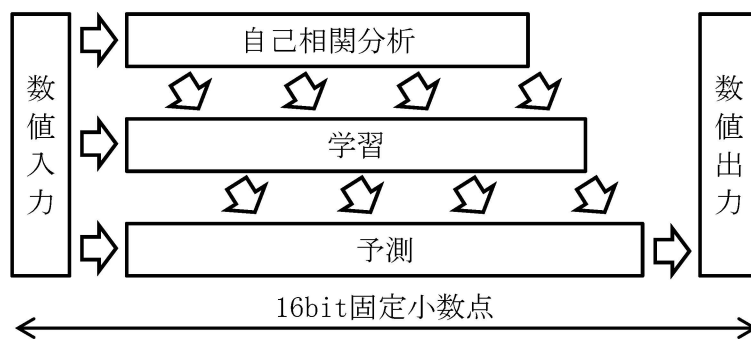 数値入力
自己相関分析
学習
予測
数値出力
16bit固定小数点